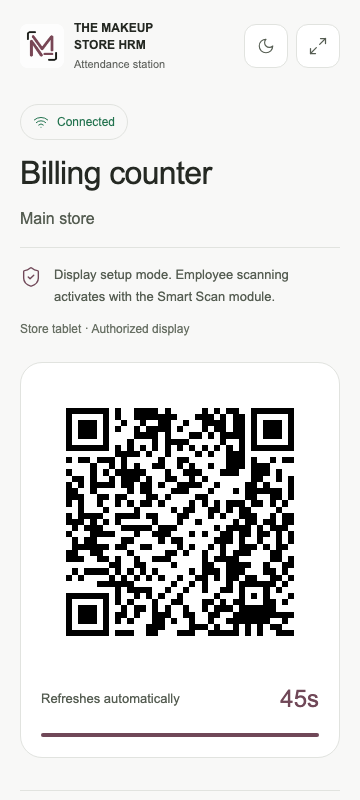 THE MAKEUP
STORE HRM
Attendance station
Connected
Billing counter
Main store
Display setup mode. Employee scanning
activates with the Smart Scan module.
Store tablet · Authorized display
Refreshes automatically
45s